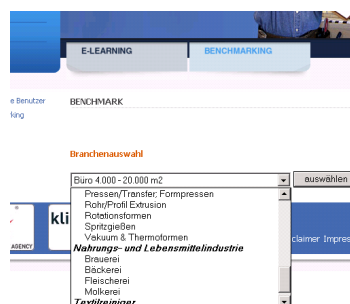 E-LEARNING BENCHMARKING
e Benutzer
BENCHMARK
king
Branchenauswahl
Büro 4.000 - 20.000 m2 auswählen
Pressen/Transfer; Formpressen
Rohr/Profil Extrusion
Rotationsformen
Spritzgießen
Vakuum & Thermoformen
Nahrungs- und Lebensmittelindustrie
Brauerei
Bäckerei
Fleischerei
Molkerei
Textilreiniger
kli
AGENCY
claimer Impres